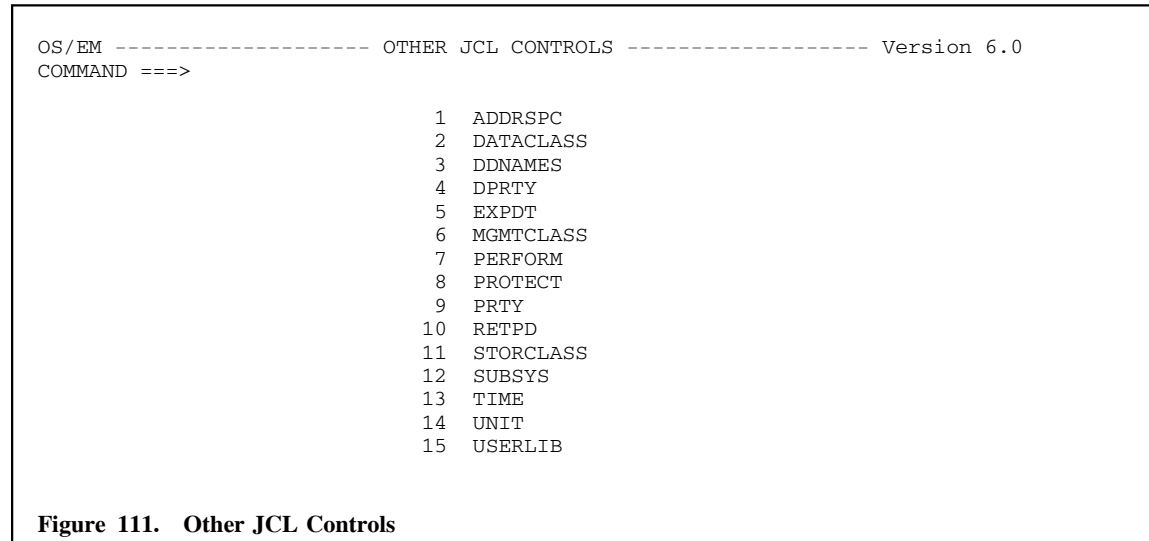 OS/EM -------------------- OTHER JCL CONTROLS ------------------- Version 6.0
COMMAND ===>
1 ADDRSPC
2 DATACLASS
3 DDNAMES
4 DPRTY
5 EXPDT
6 MGMTCLASS
7 PERFORM
8 PROTECT
9 PRTY
10 RETPD
11 STORCLASS
12 SUBSYS
13 TIME
14 UNIT
15 USERLIB
Figure 111. Other JCL Controls